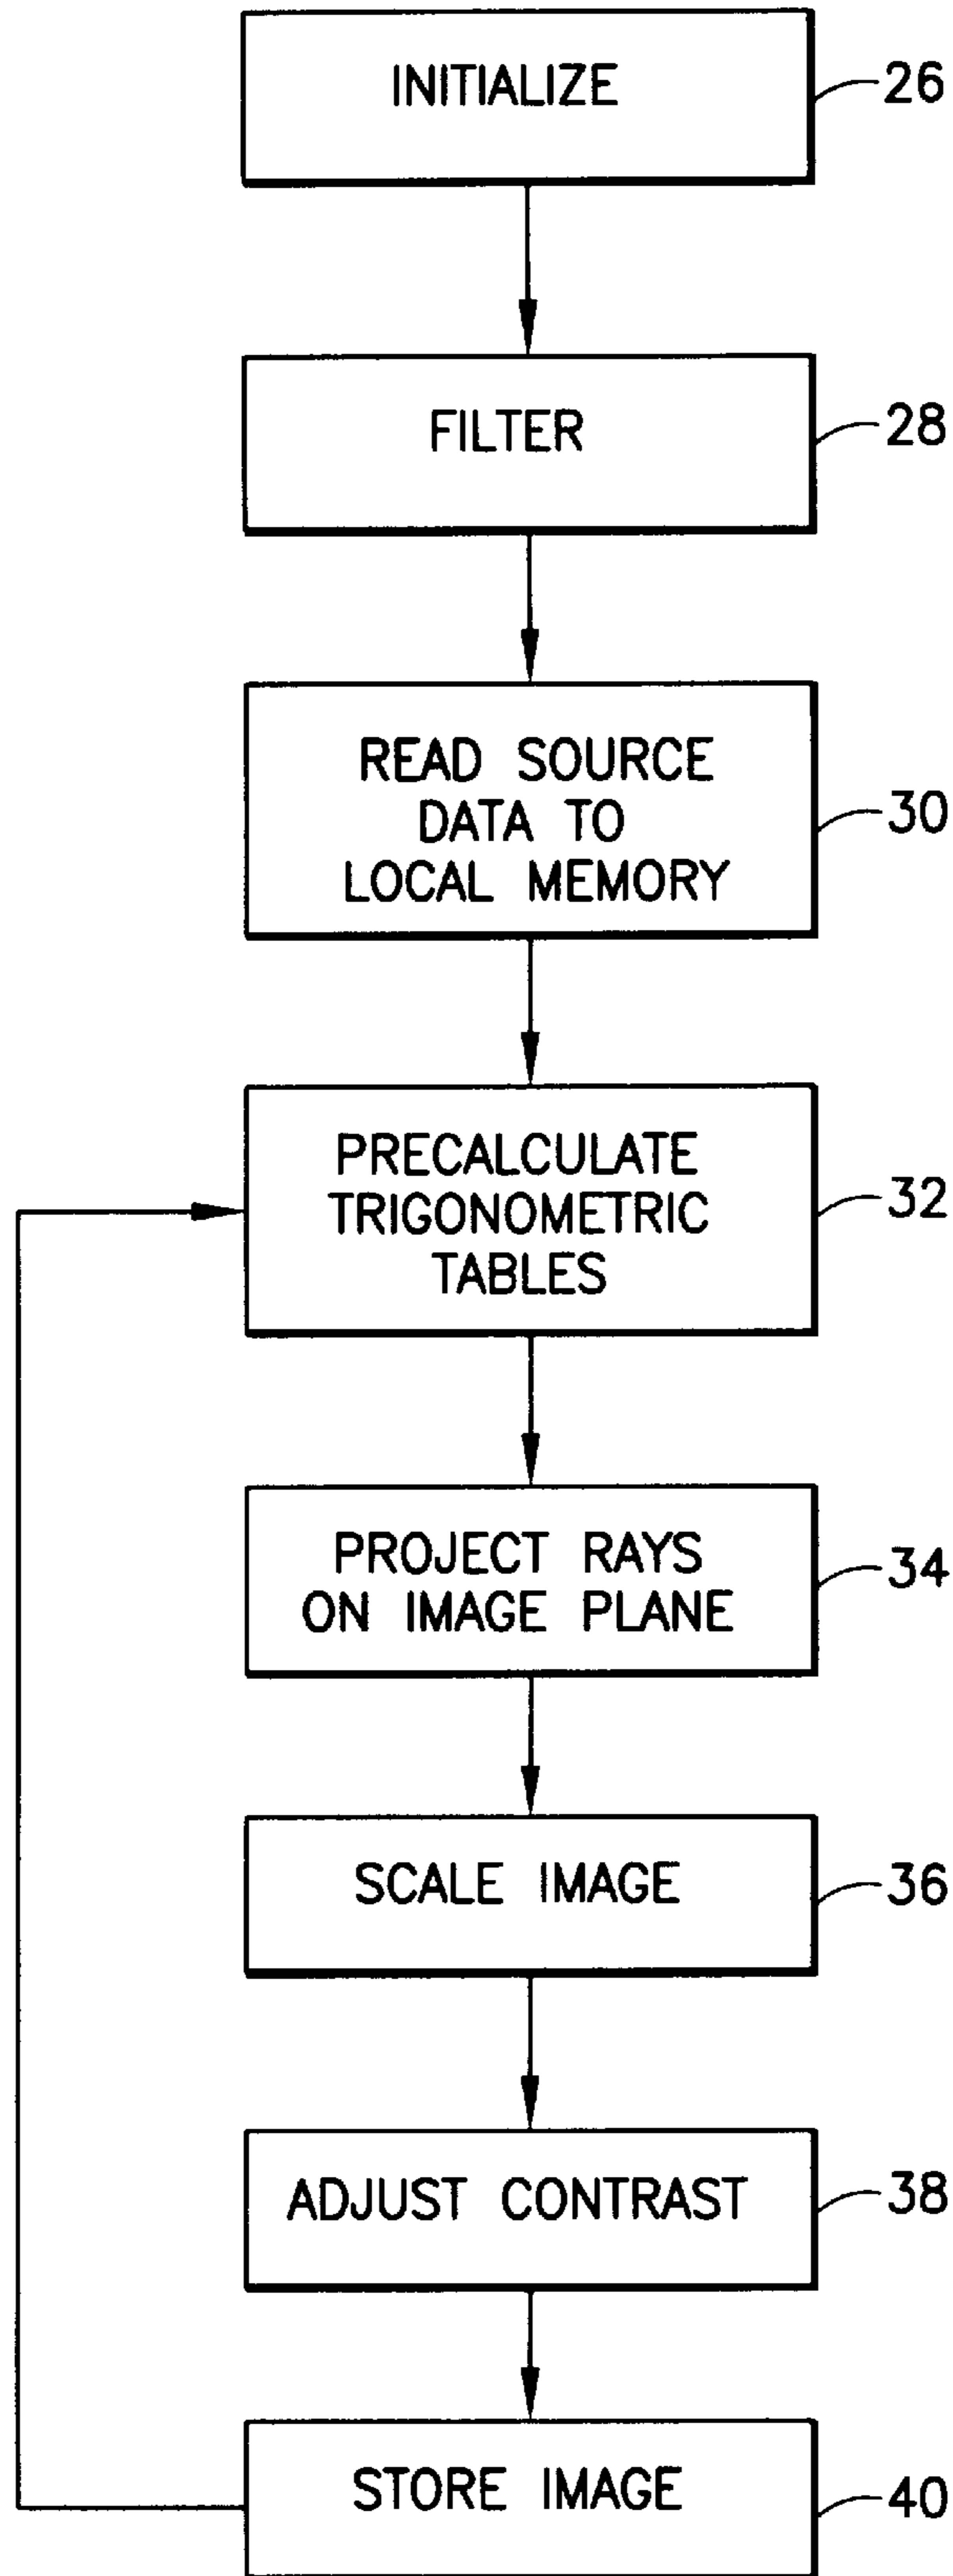 INITIALIZE
26
FILTER
28
READ SOURCE
DATA TO
LOCAL MEMORY
30
PRECALCULATE
TRIGONOMETRIC
TABLES
32
PROJECT RAYS
ON IMAGE PLANE
34
SCALE IMAGE
36
ADJUST CONTRAST
38
STORE IMAGE
40